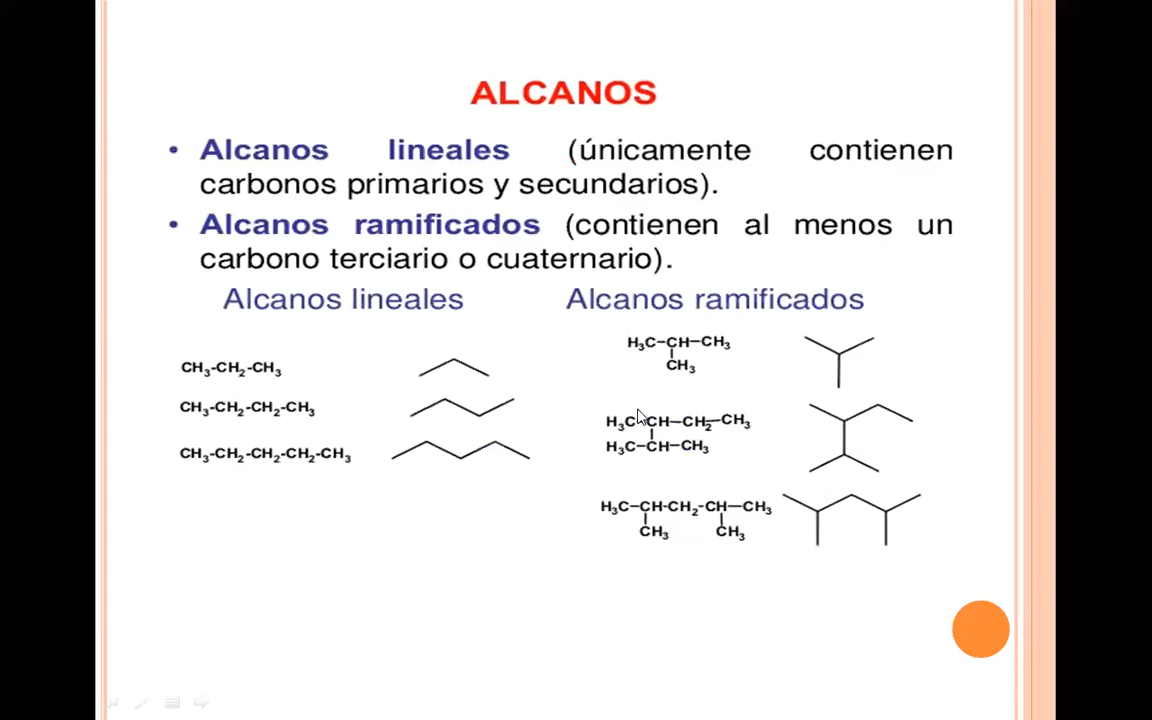 ALCANOS
• Alcanos lineales (únicamente contienen
carbonos primarios y secundarios).
• Alcanos ramificados (contienen al menos un
carbono terciario o cuaternario).
Alcanos lineales Alcanos ramificados
H₃C–CH–CH₃
CH₃
CH₃-CH₂-CH₃
CH₃-CH₂-CH₂-CH₃
H₃C–CH–CH₂–CH₃
H₃C–CH–CH₃
CH₃-CH₂-CH₂-CH₂-CH₃
H₃C–CH-CH₂-CH–CH₃
CH₃ CH₃